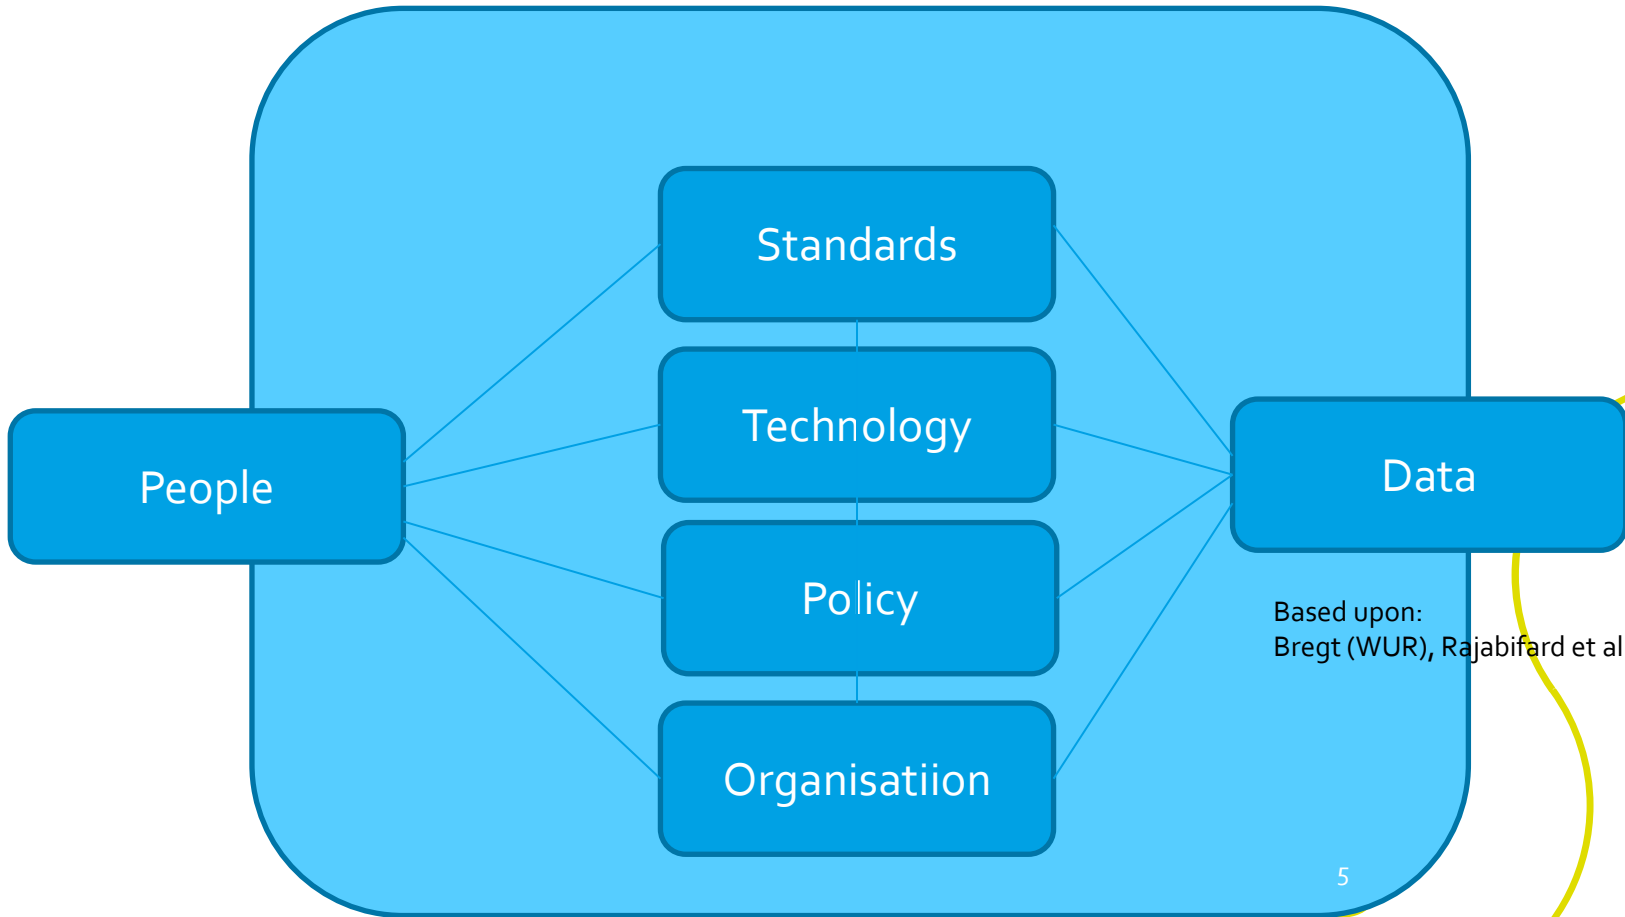 Standards
Technology
People
Data
Policy
Based upon:
Bregt (WUR), Rajabifard et al
Organisatiion
5